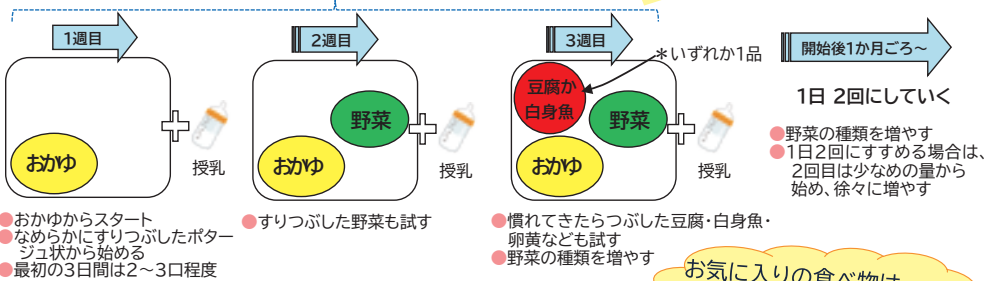 1週目
おかゆ
授乳
●おかゆからスタート
●なめらかにすりつぶしたポター
ジュ状から始める
●最初の3日間は2～3口程度
2週目
野菜
おかゆ
授乳
●すりつぶした野菜も試す
3週目
＊いずれか1品
豆腐か
白身魚
野菜
おかゆ
授乳
●慣れてきたらつぶした豆腐・白身魚・
卵黄なども試す
●野菜の種類を増やす
開始後1か月ごろ～
1日 2回にしていく
●野菜の種類を増やす
●1日2回にすすめる場合は、
2回目は少なめの量から
始め、徐々に増やす
お気に入りの食べ物は